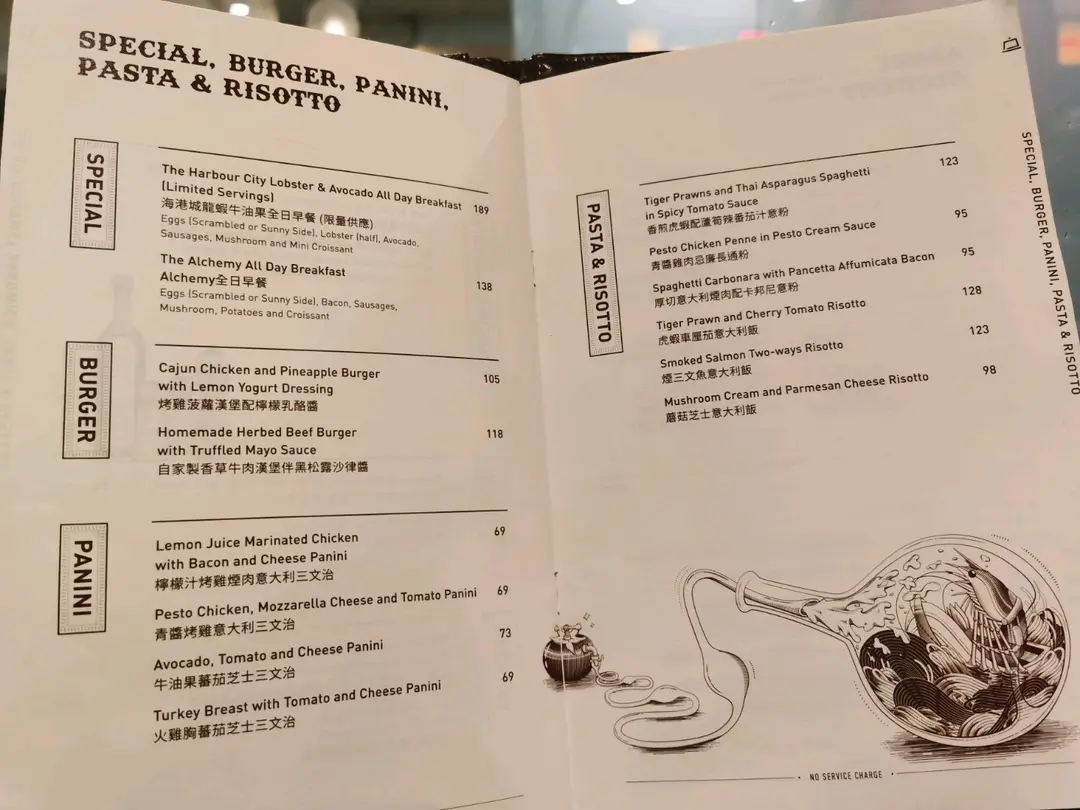 SPECIAL, BURGER, PANINI,
PASTA & RISOTTO
SPECIAL
The Harbour City Lobster & Avocado All Day Breakfast 189
(Limited Servings)
海港城龍蝦牛油果全日早餐 (限量供應)
Eggs (Scrambled or Sunny Side), Lobster (half), Avocado,
Sausages, Mushroom and Mini Croissant
The Alchemy All Day Breakfast 138
Alchemy全日早餐
Eggs (Scrambled or Sunny Side), Bacon, Sausages,
Mushroom, Potatoes and Croissant
BURGER
Cajun Chicken and Pineapple Burger 105
with Lemon Yogurt Dressing
烤雞菠蘿漢堡配檸檬乳酪醬
Homemade Herbed Beef Burger 118
with Truffled Mayo Sauce
自家製香草牛肉漢堡伴黑松露沙律醬
PANINI
Lemon Juice Marinated Chicken 69
with Bacon and Cheese Panini
檸檬汁烤雞煙肉意大利三文治
Pesto Chicken, Mozzarella Cheese and Tomato Panini 69
青醬烤雞意大利三文治
Avocado, Tomato and Cheese Panini 73
牛油果蕃茄芝士三文治
Turkey Breast with Tomato and Cheese Panini 69
火雞胸蕃茄芝士三文治
PASTA & RISOTTO
Tiger Prawns and Thai Asparagus Spaghetti 123
in Spicy Tomato Sauce
香煎虎蝦配蘆筍辣番茄汁意粉
Pesto Chicken Penne in Pesto Cream Sauce 95
青醬雞肉忌廉長通粉
Spaghetti Carbonara with Pancetta Affumicata Bacon 95
厚切意大利煙肉配卡邦尼意粉
Tiger Prawn and Cherry Tomato Risotto 128
虎蝦車厘茄意大利飯
Smoked Salmon Two-ways Risotto 123
煙三文魚意大利飯
Mushroom Cream and Parmesan Cheese Risotto 98
蘑菇芝士意大利飯
SPECIAL, BURGER, PANINI, PASTA & RISOTTO
NO SERVICE CHARGE